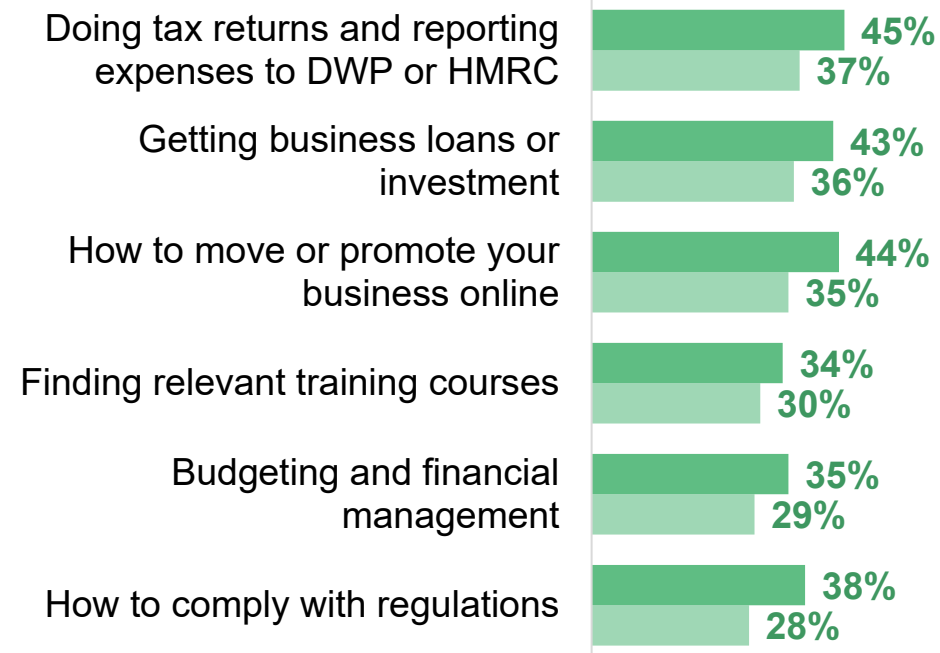 Doing tax returns and reporting
expenses to DWP or HMRC
45%
37%
Getting business loans or
investment
43%
36%
How to move or promote your
business online
44%
35%
Finding relevant training courses
34%
30%
Budgeting and financial
management
35%
29%
How to comply with regulations
38%
28%